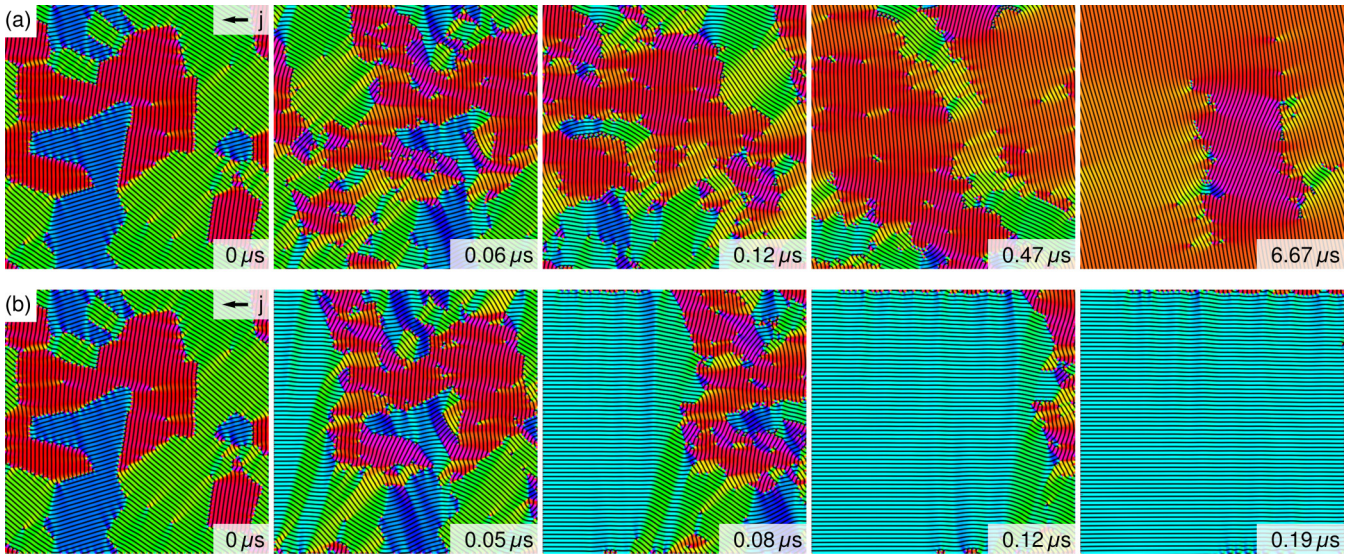 (a)
j
0 µs
0.06 µs
0.12 µs
0.47 µs
6.67 µs
(b)
j
0 µs
0.05 µs
0.08 µs
0.12 µs
0.19 µs